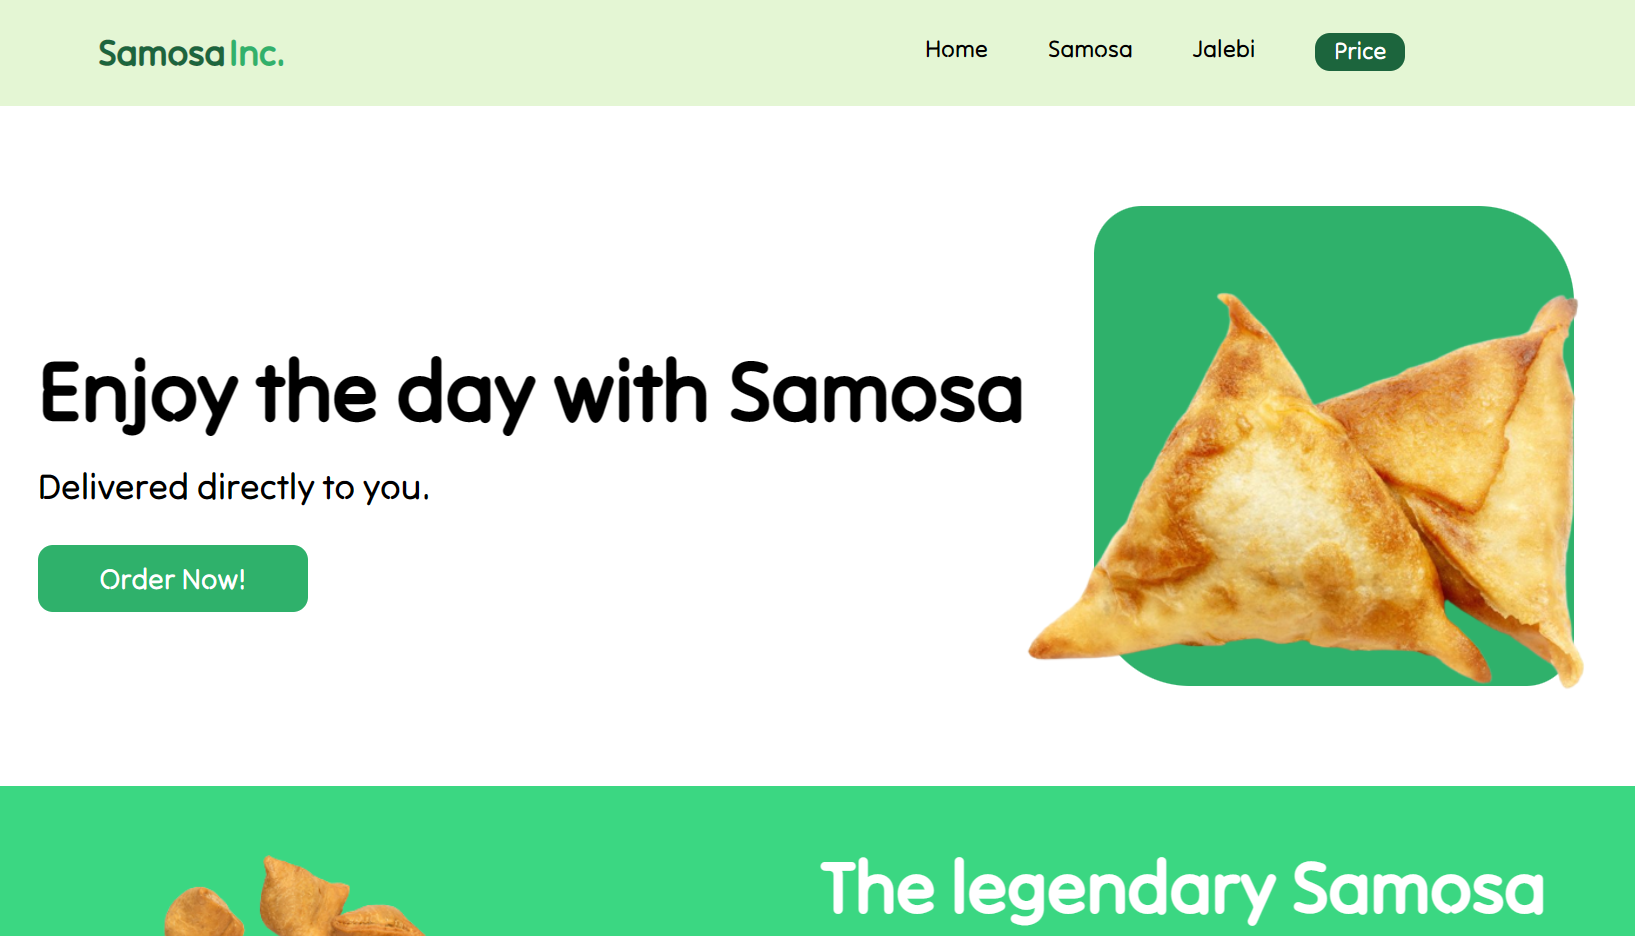 Samosa Inc.
Home Samosa Jalebi Price
Enjoy the day with Samosa
Delivered directly to you.
Order Now!
The legendary Samosa